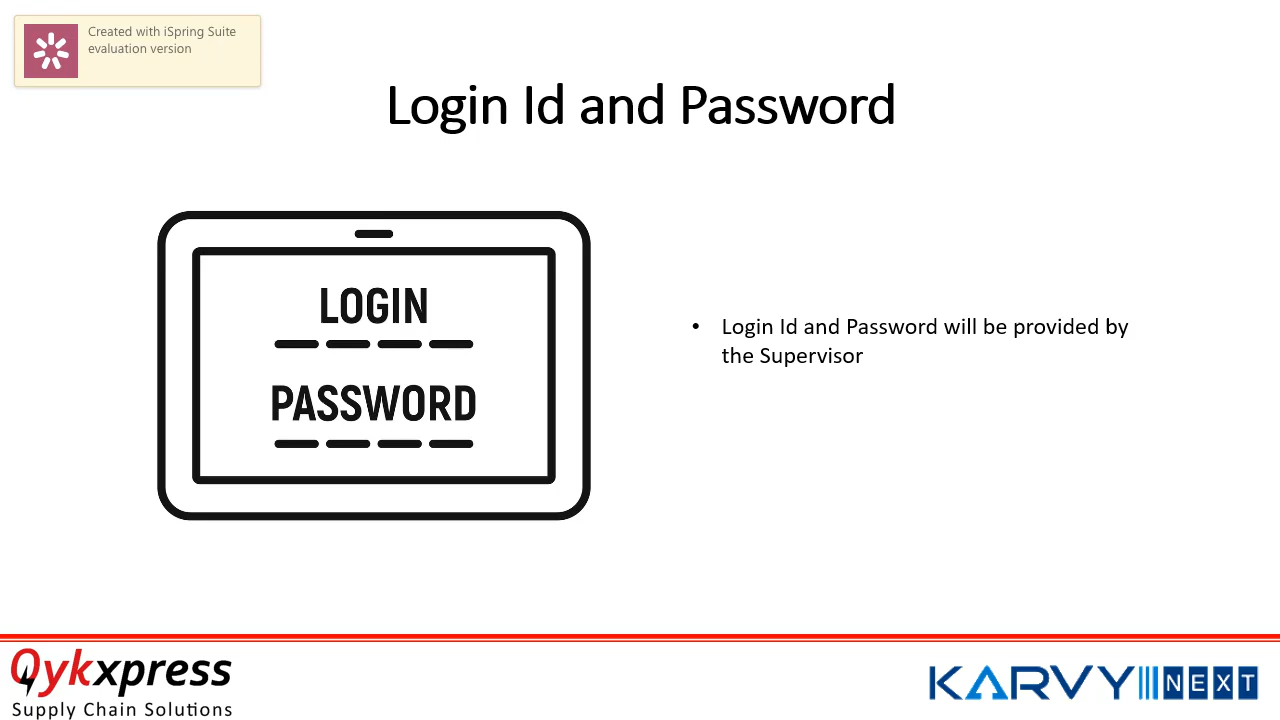 Created with iSpring Suite
evaluation version
Login Id and Password
LOGIN
PASSWORD
• Login Id and Password will be provided by
the Supervisor
Qykxpress
Supply Chain Solutions
KARVY NEXT